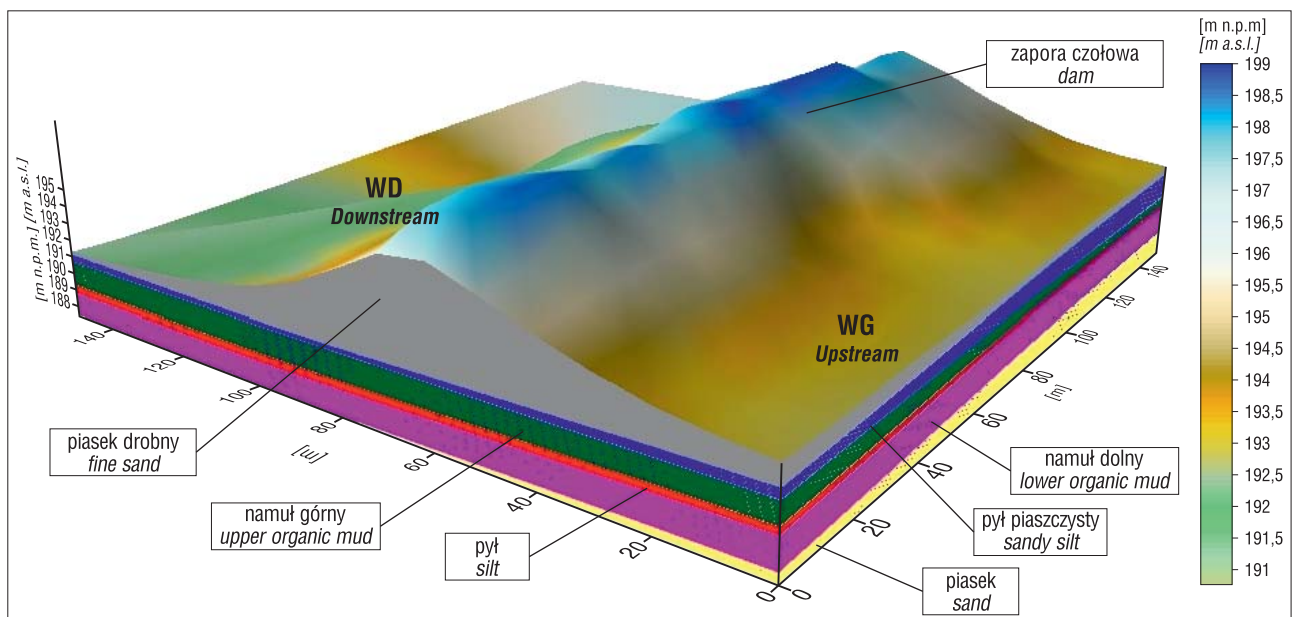 [m n.p.m]
[m a.s.l.]
199
198,5
198
197,5
197
196,5
196
195,5
195
194,5
194
193,5
193
192,5
192
191,5
191
zapora czołowa
dam
WD
Downstream
WG
Upstream
[m n.p.m.] [m a.s.l.]
195
194
193
192
191
190
189
188
140
120
100
80
60
40
20
0
[m]
0
20
40
60
80
100
120
140
[m]
piasek drobny
fine sand
namuł górny
upper organic mud
pył
silt
namuł dolny
lower organic mud
pył piaszczysty
sandy silt
piasek
sand